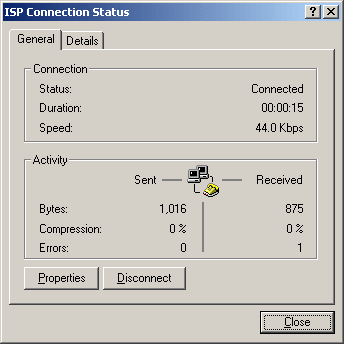 ISP Connection Status
General Details
Connection
Status: Connected
Duration: 00:00:15
Speed: 44.0 Kbps
Activity
Sent Received
Bytes: 1,016 875
Compression: 0 % 0 %
Errors: 0 1
Properties Disconnect
Close